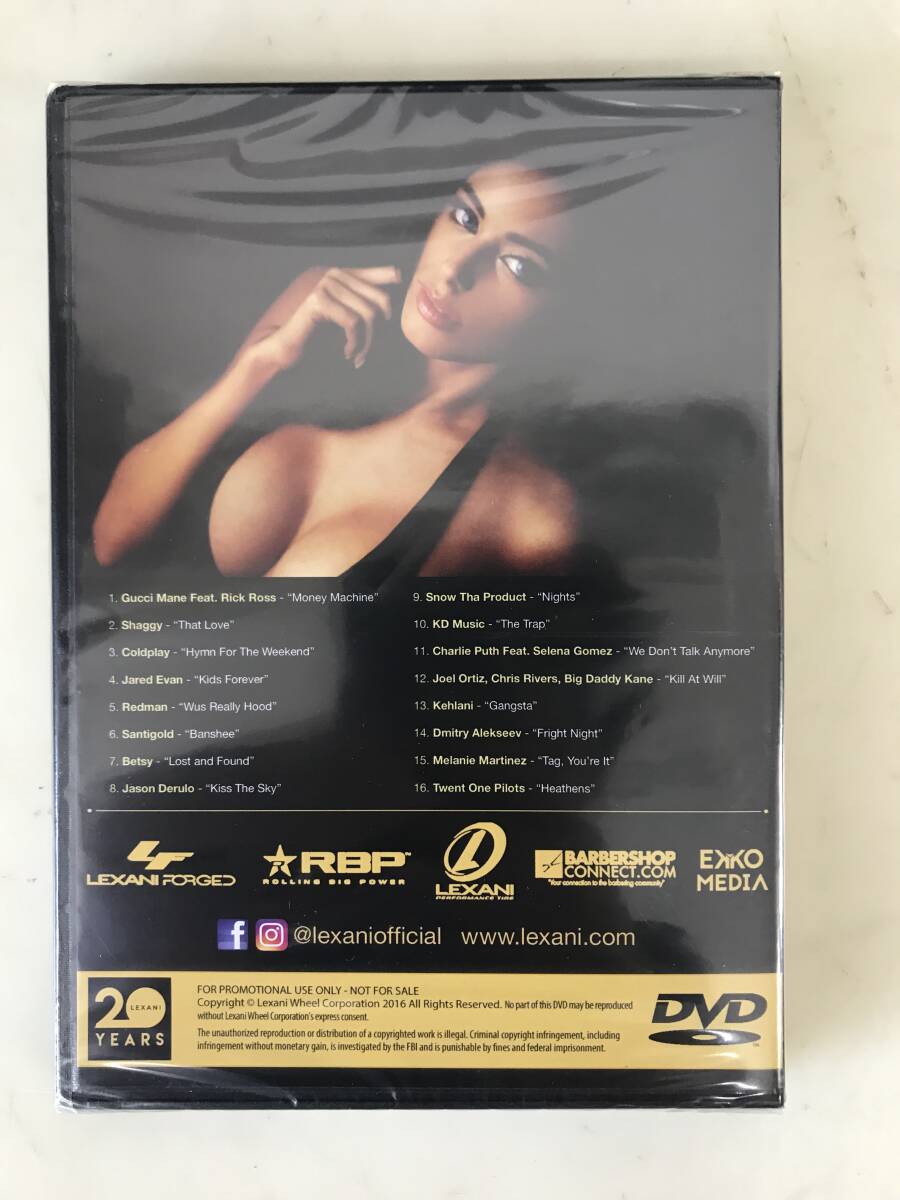 1. Gucci Mane Feat. Rick Ross - “Money Machine”
2. Shaggy - “That Love”
3. Coldplay - “Hymn For The Weekend”
4. Jared Evan - “Kids Forever”
5. Redman - “Wus Really Hood”
6. Santigold - “Banshee”
7. Betsy - “Lost and Found”
8. Jason Derulo - “Kiss The Sky”
9. Snow Tha Product - “Nights”
10. KD Music - “The Trap”
11. Charlie Puth Feat. Selena Gomez - “We Don't Talk Anymore”
12. Joel Ortiz, Chris Rivers, Big Daddy Kane - “Kill At Will”
13. Kehlani - “Gangsta”
14. Dmitry Alekseev - “Fright Night”
15. Melanie Martinez - “Tag, You're It”
16. Twent One Pilots - “Heathens”
LF
LEXANI FORGED
RBP™
ROLLING BIG POWER
LEXANI
PERFORMANCE TIRE
BARBERSHOP
CONNECT.COM
"Your connection to the barbering community"
EKKO
MEDIA
@lexaniofficial www.lexani.com
20
LEXANI
YEARS
FOR PROMOTIONAL USE ONLY - NOT FOR SALE
Copyright © Lexani Wheel Corporation 2016 All Rights Reserved. No part of this DVD may be reproduced
without Lexani Wheel Corporation's express consent.
The unauthorized reproduction or distribution of a copyrighted work is illegal. Criminal copyright infringement, including
infringement without monetary gain, is investigated by the FBI and is punishable by fines and federal imprisonment.
DVD